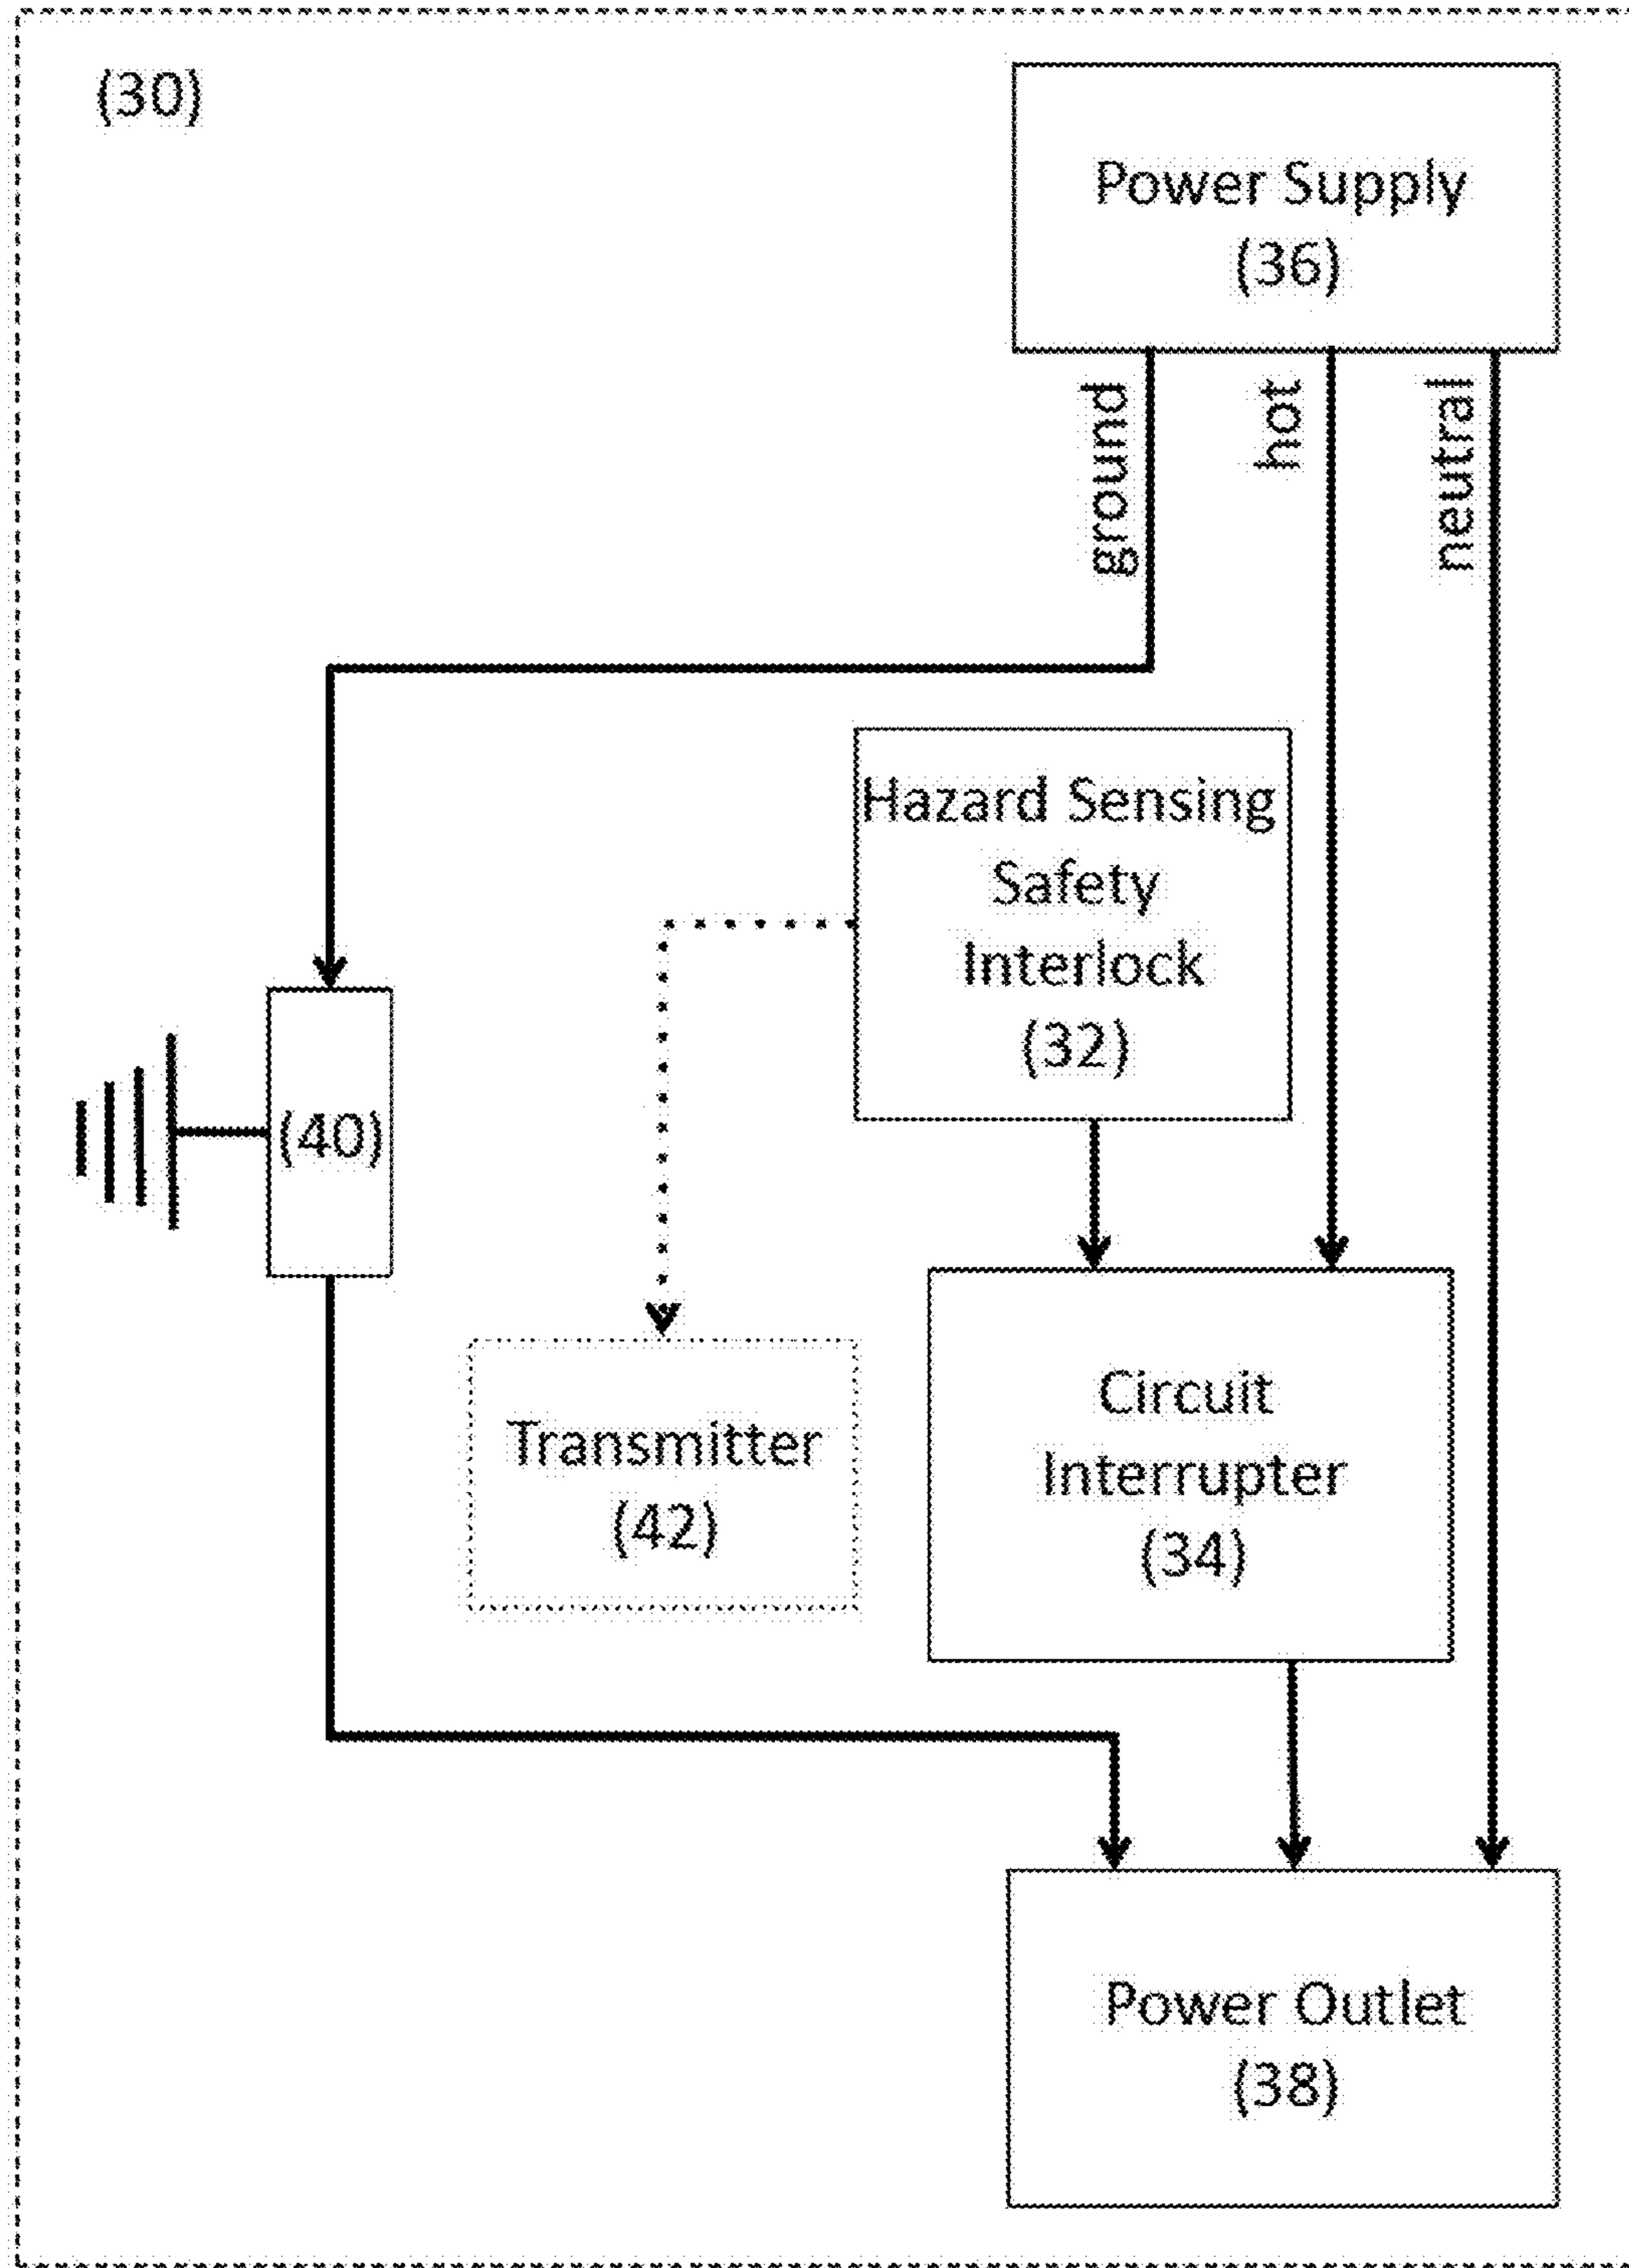 (30)
Power Supply
(36)
ground
hot
neutral
Hazard Sensing
Safety
Interlock
(32)
(40)
Transmitter
(42)
Circuit
Interrupter
(34)
Power Outlet
(38)